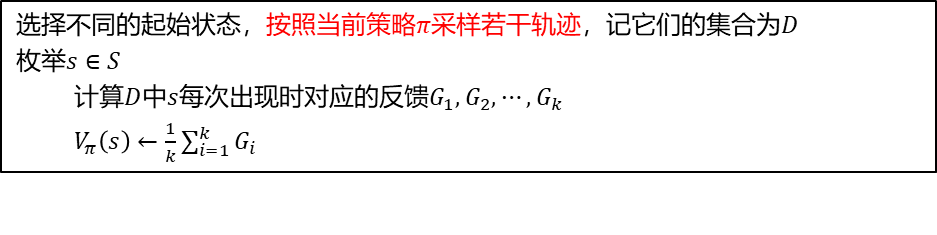 选择不同的起始状态，按照当前策略π采样若干轨迹，记它们的集合为D
枚举s ∈ S
计算D中s每次出现时对应的反馈G₁, G₂, ⋯ , Gₖ
V_π(s) ← 1/k ∑_{i=1}^{k} G_i